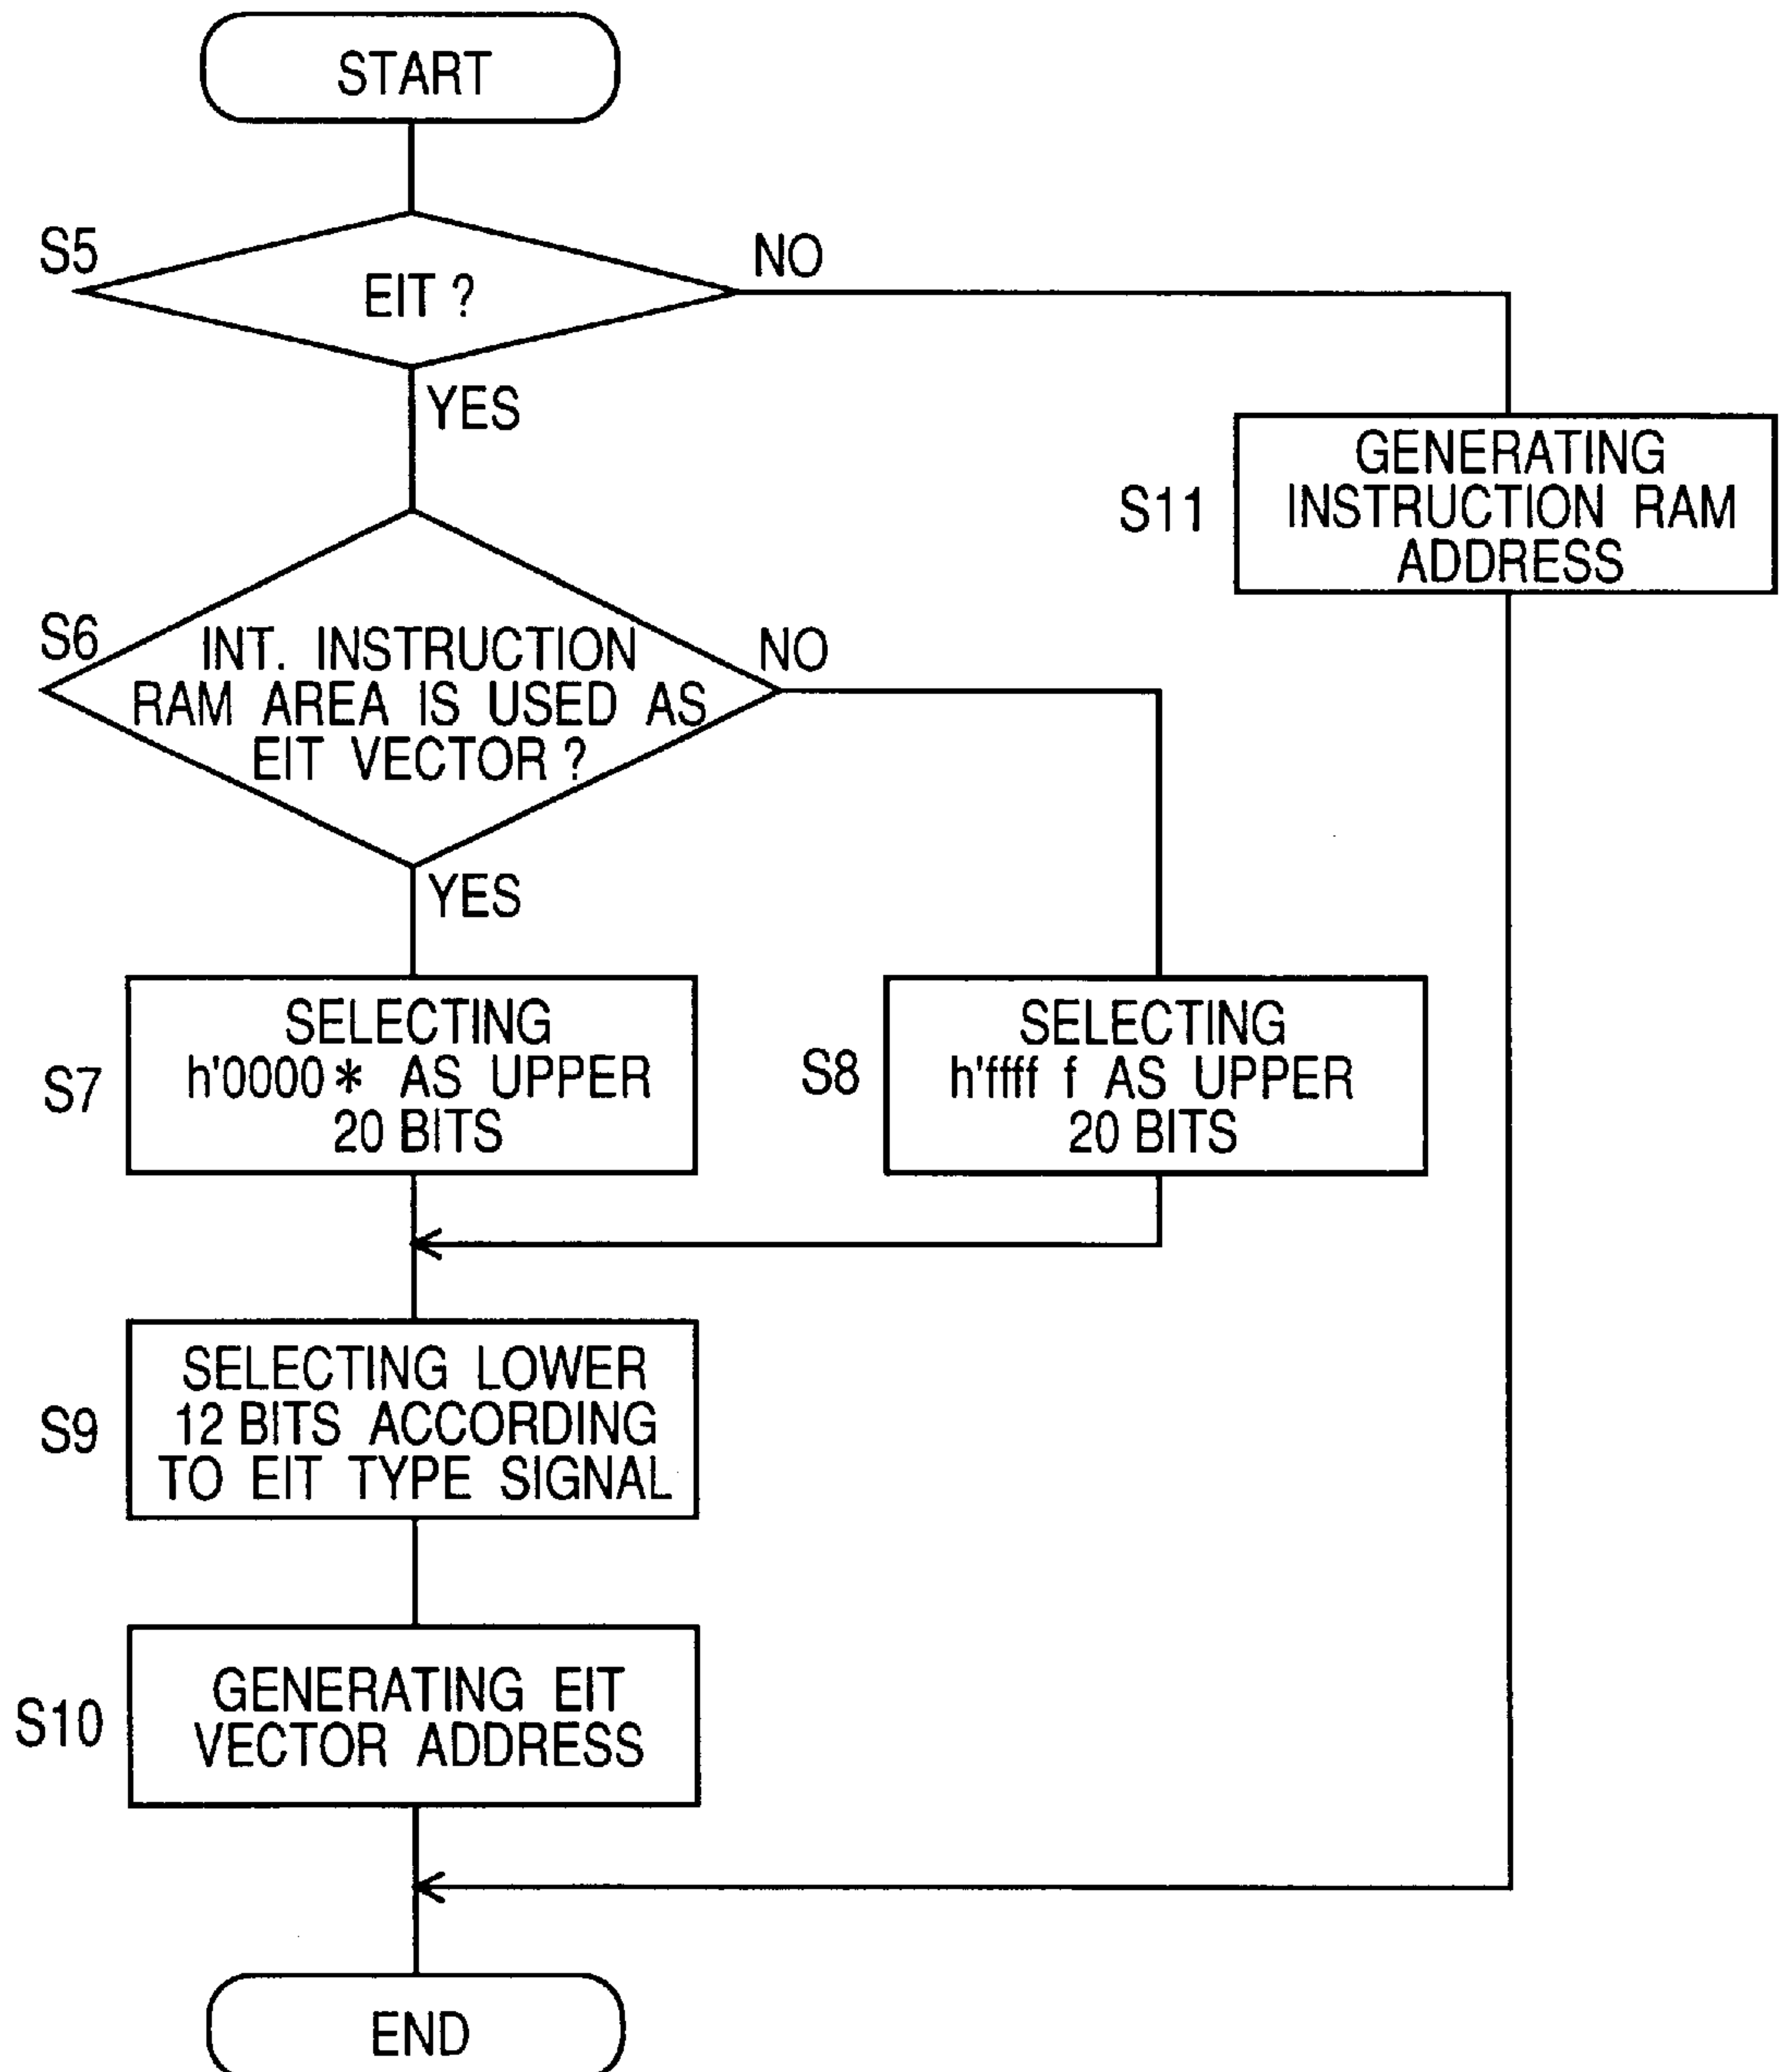 START
S5
EIT ?
NO
YES
GENERATING
INSTRUCTION RAM
ADDRESS
S11
S6
INT. INSTRUCTION
RAM AREA IS USED AS
EIT VECTOR ?
NO
YES
S7
SELECTING
h'0000 * AS UPPER
20 BITS
S8
SELECTING
h'ffff f AS UPPER
20 BITS
S9
SELECTING LOWER
12 BITS ACCORDING
TO EIT TYPE SIGNAL
S10
GENERATING EIT
VECTOR ADDRESS
END